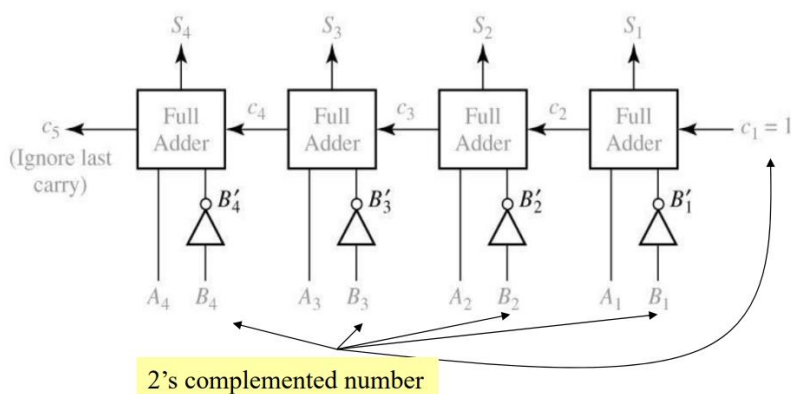 S₄ S₃ S₂ S₁
Full Adder c₄ Full Adder c₃ Full Adder c₂ Full Adder
c₅ c₁ = 1
(Ignore last
carry)
B′₄ B′₃ B′₂ B′₁
A₄ B₄ A₃ B₃ A₂ B₂ A₁ B₁
2's complemented number